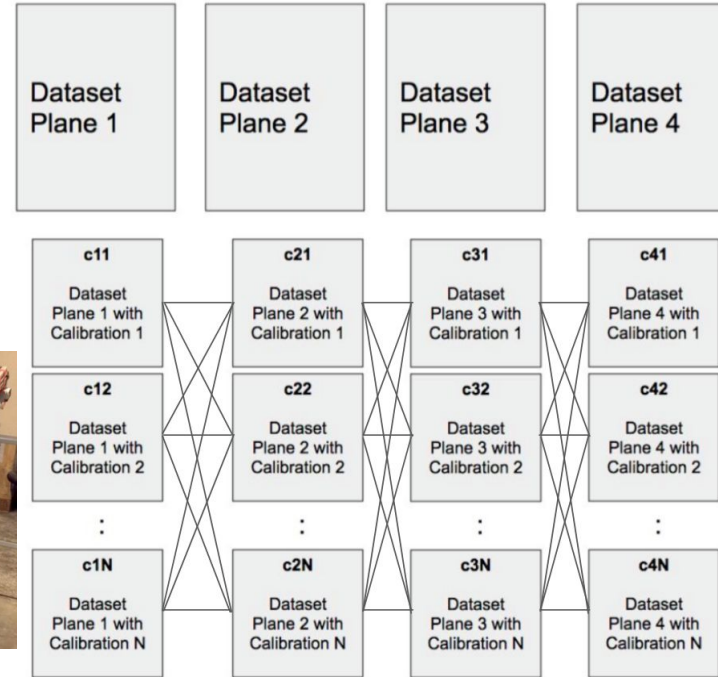 Dataset
Plane 1
Dataset
Plane 2
Dataset
Plane 3
Dataset
Plane 4
c11
Dataset
Plane 1 with
Calibration 1
c21
Dataset
Plane 2 with
Calibration 1
c31
Dataset
Plane 3 with
Calibration 1
c41
Dataset
Plane 4 with
Calibration 1
c12
Dataset
Plane 1 with
Calibration 2
c22
Dataset
Plane 2 with
Calibration 2
c32
Dataset
Plane 3 with
Calibration 2
c42
Dataset
Plane 4 with
Calibration 2
:
:
:
:
c1N
Dataset
Plane 1 with
Calibration N
c2N
Dataset
Plane 2 with
Calibration N
c3N
Dataset
Plane 3 with
Calibration N
c4N
Dataset
Plane 4 with
Calibration N